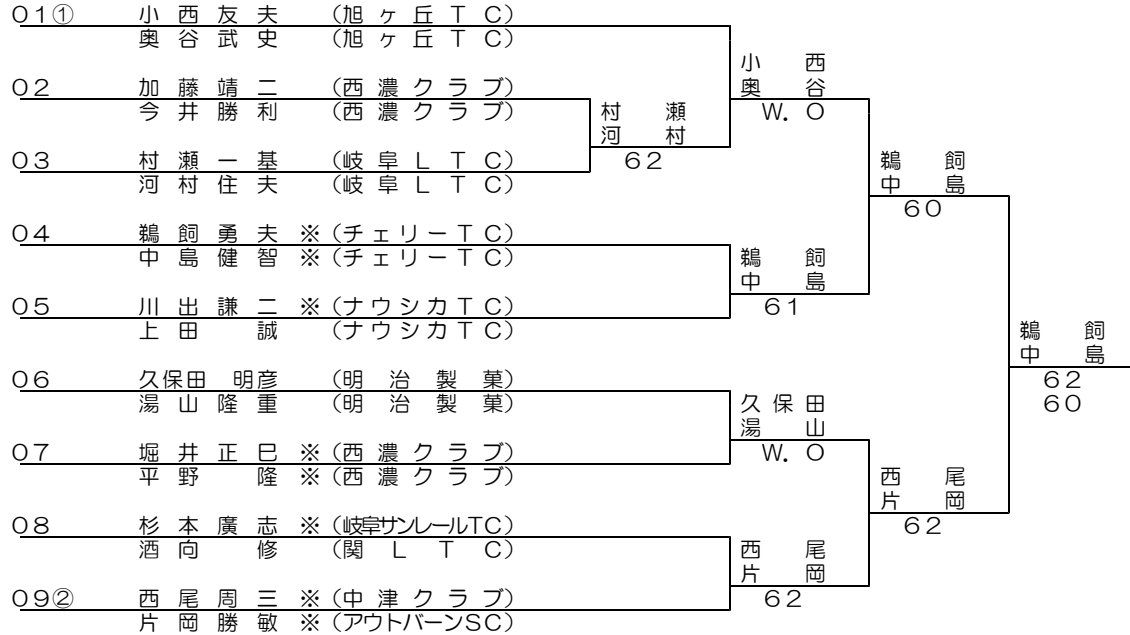 01① 小西友夫 (旭ヶ丘TC)
奥谷武史 (旭ヶ丘TC)
小西
奥谷
W.O
02 加藤靖二 (西濃クラブ)
今井勝利 (西濃クラブ)
村瀬
河村
62
03 村瀬一基 (岐阜LTC)
河村住夫 (岐阜LTC)
鵜飼
中島
60
04 鵜飼勇夫 ※(チェリーTC)
中島健智 ※(チェリーTC)
鵜飼
中島
61
05 川出謙二 ※(ナウシカTC)
上田誠 (ナウシカTC)
鵜飼
中島
62
60
06 久保田明彦 (明治製菓)
湯山隆重 (明治製菓)
久保田
湯山
W.O
07 堀井正巳 ※(西濃クラブ)
平野隆 ※(西濃クラブ)
西尾
片岡
62
08 杉本廣志 ※(岐阜サンレールTC)
酒向修 (関LTC)
西尾
片岡
62
09② 西尾周三 ※(中津クラブ)
片岡勝敏 ※(アウトバーンSC)